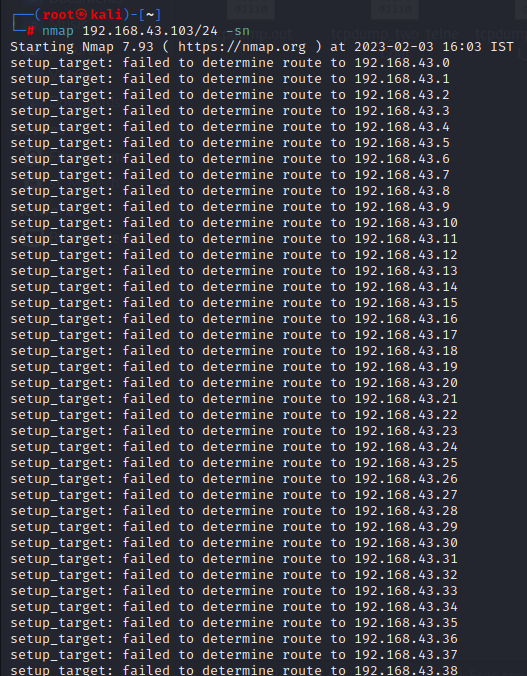 (root㉿kali)-[~]
# nmap 192.168.43.103/24 -sn
Starting Nmap 7.93 ( https://nmap.org ) at 2023-02-03 16:03 IST
setup_target: failed to determine route to 192.168.43.0
setup_target: failed to determine route to 192.168.43.1
setup_target: failed to determine route to 192.168.43.2
setup_target: failed to determine route to 192.168.43.3
setup_target: failed to determine route to 192.168.43.4
setup_target: failed to determine route to 192.168.43.5
setup_target: failed to determine route to 192.168.43.6
setup_target: failed to determine route to 192.168.43.7
setup_target: failed to determine route to 192.168.43.8
setup_target: failed to determine route to 192.168.43.9
setup_target: failed to determine route to 192.168.43.10
setup_target: failed to determine route to 192.168.43.11
setup_target: failed to determine route to 192.168.43.12
setup_target: failed to determine route to 192.168.43.13
setup_target: failed to determine route to 192.168.43.14
setup_target: failed to determine route to 192.168.43.15
setup_target: failed to determine route to 192.168.43.16
setup_target: failed to determine route to 192.168.43.17
setup_target: failed to determine route to 192.168.43.18
setup_target: failed to determine route to 192.168.43.19
setup_target: failed to determine route to 192.168.43.20
setup_target: failed to determine route to 192.168.43.21
setup_target: failed to determine route to 192.168.43.22
setup_target: failed to determine route to 192.168.43.23
setup_target: failed to determine route to 192.168.43.24
setup_target: failed to determine route to 192.168.43.25
setup_target: failed to determine route to 192.168.43.26
setup_target: failed to determine route to 192.168.43.27
setup_target: failed to determine route to 192.168.43.28
setup_target: failed to determine route to 192.168.43.29
setup_target: failed to determine route to 192.168.43.30
setup_target: failed to determine route to 192.168.43.31
setup_target: failed to determine route to 192.168.43.32
setup_target: failed to determine route to 192.168.43.33
setup_target: failed to determine route to 192.168.43.34
setup_target: failed to determine route to 192.168.43.35
setup_target: failed to determine route to 192.168.43.36
setup_target: failed to determine route to 192.168.43.37
setup_target: failed to determine route to 192.168.43.38